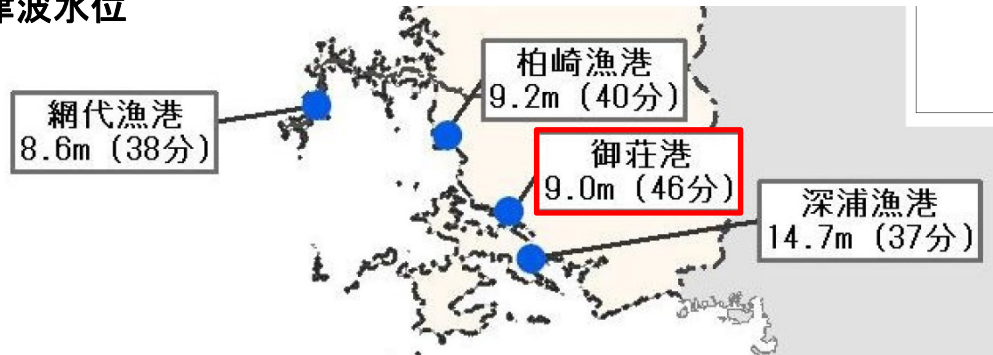 津波水位
柏崎漁港
9.2m (40分)
網代漁港
8.6m (38分)
御荘港
9.0m (46分)
深浦漁港
14.7m (37分)